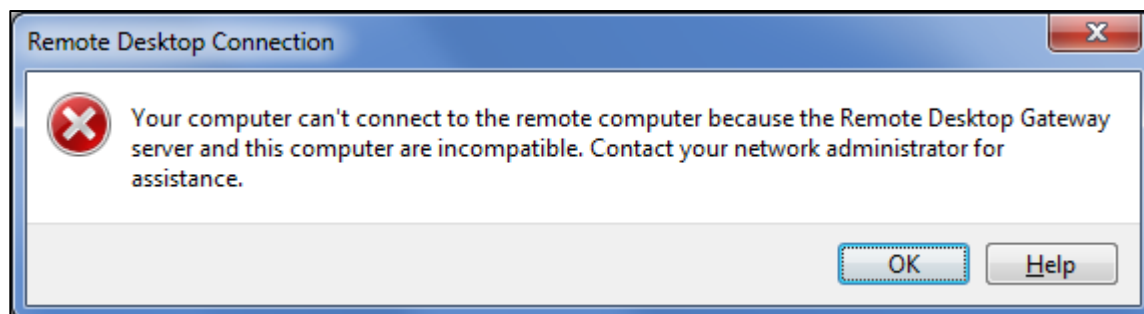 Remote Desktop Connection
Your computer can't connect to the remote computer because the Remote Desktop Gateway
server and this computer are incompatible. Contact your network administrator for
assistance.
OK
Help